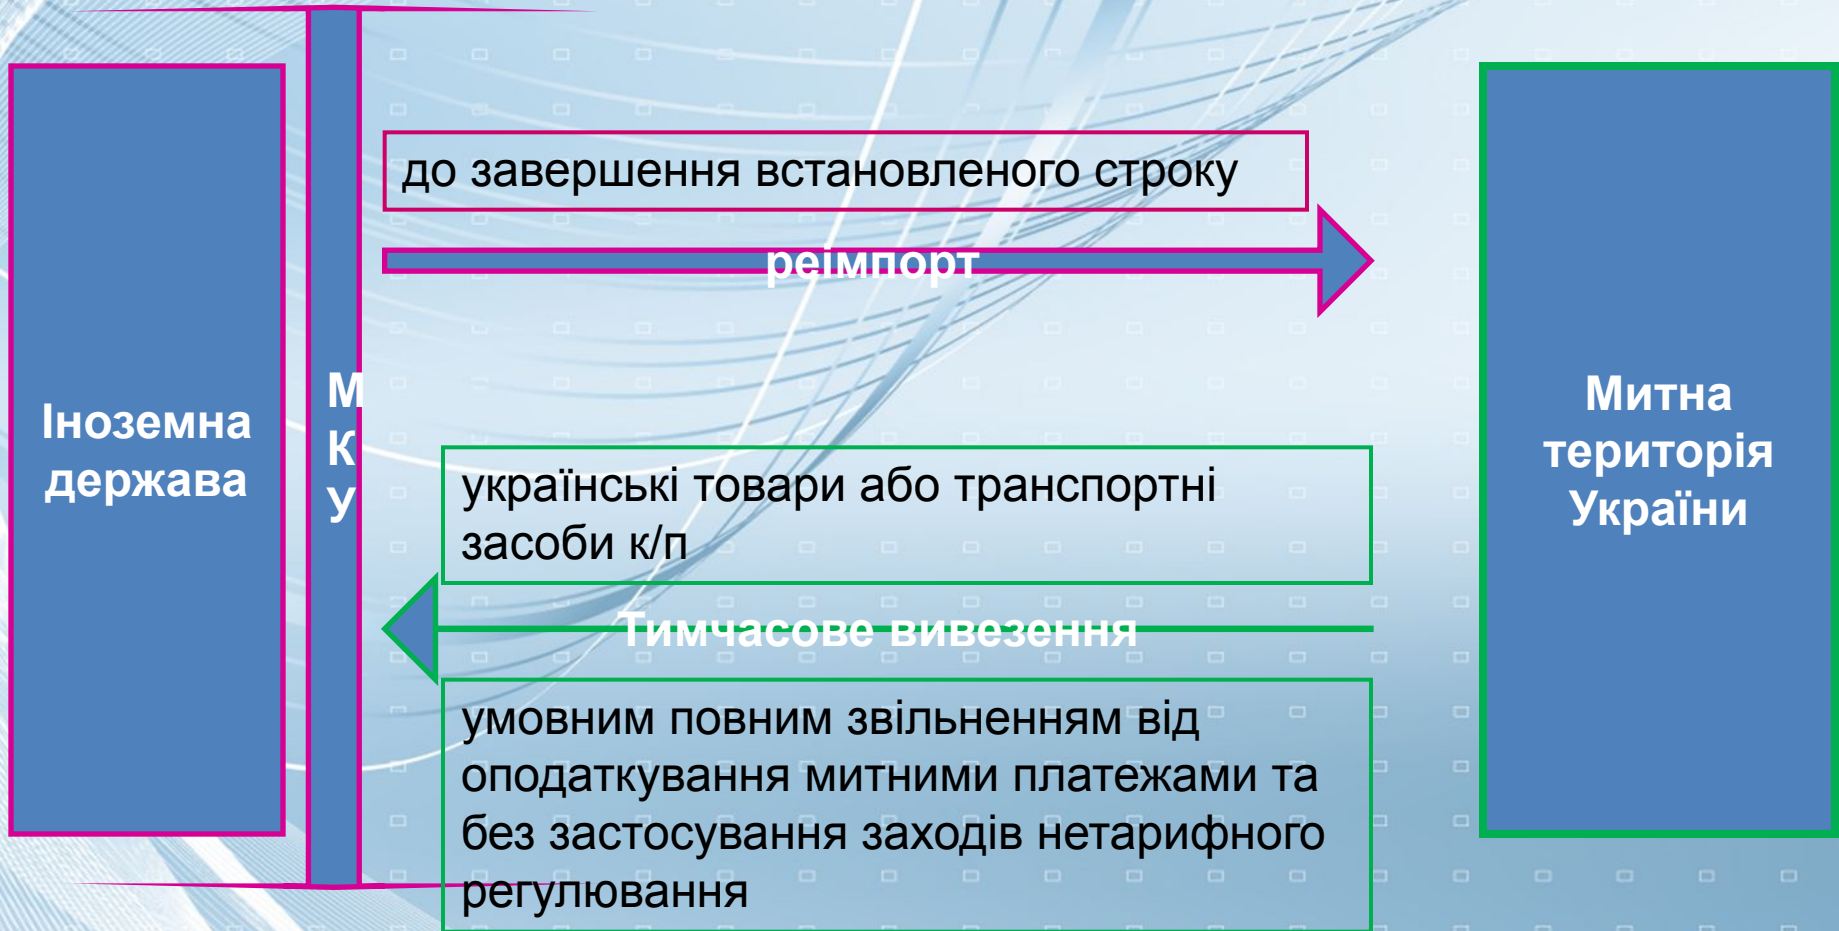 до завершення встановленого строку
реімпорт
Іноземна
держава
М
К
У
українські товари або транспортні
засоби к/п
Тимчасове вивезення
умовним повним звільненням від
оподаткування митними платежами та
без застосування заходів нетарифного
регулювання
Митна
територія
України